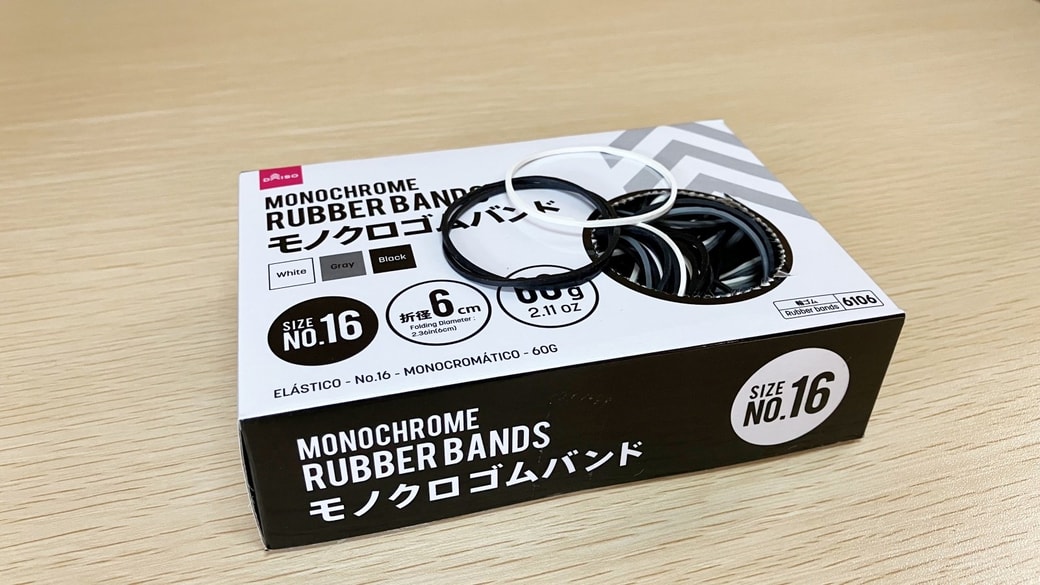 DAISO
MONOCHROME
RUBBER BANDS
モノクロゴムバンド
White
Gray
Black
SIZE
NO.16
折径6cm
Folding Diameter :
2.36in(6cm)
60g
2.11 OZ
輪ゴム
Rubber bands
6106
ELÁSTICO - No.16 - MONOCROMÁTICO - 60G
MONOCHROME
RUBBER BANDS
モノクロゴムバンド
SIZE
NO.16